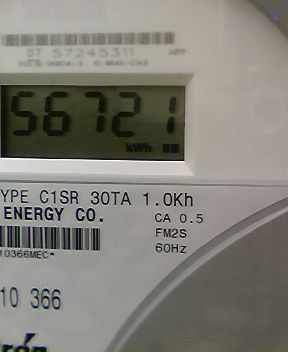 07 57245311
56721
kWh
YPE C1SR 30TA 1.0Kh
ENERGY CO.
CA 0.5
FM2S
60Hz
10366MEC
10 366